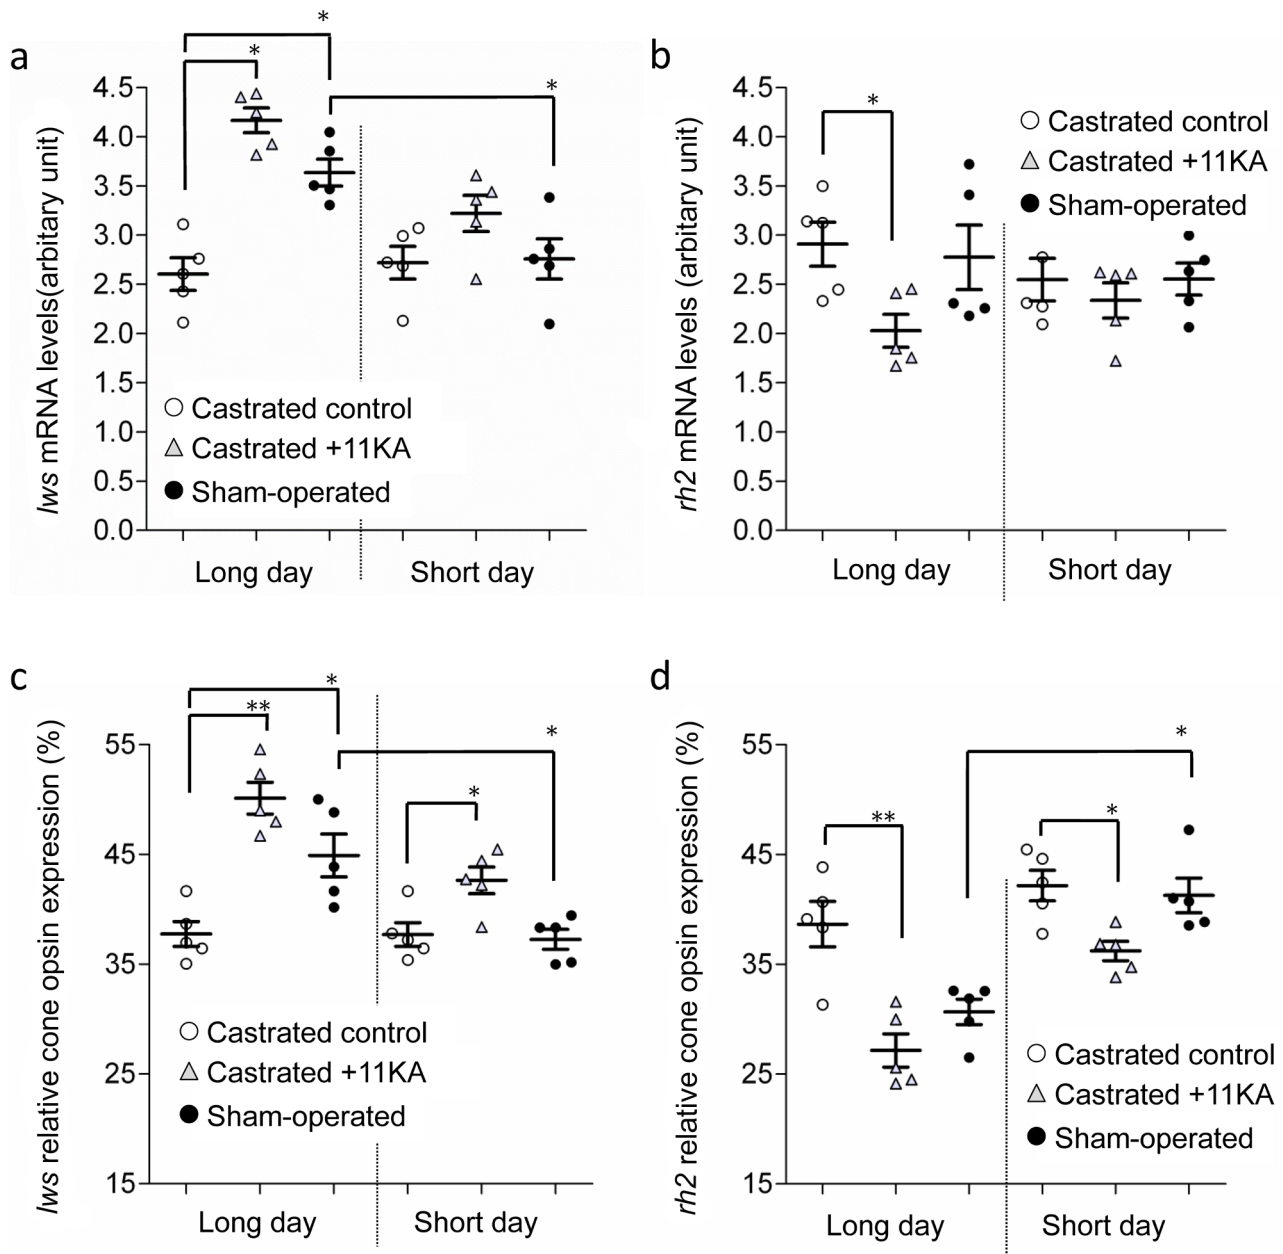 a
*
*
*
4.5
4.0
3.5
3.0
2.5
2.0
1.5
1.0
0.5
0.0
lws mRNA levels(arbitary unit)
Castrated control
Castrated +11KA
Sham-operated
Long day
Short day
b
*
4.5
4.0
3.5
3.0
2.5
2.0
1.5
1.0
0.5
0.0
rh2 mRNA levels (arbitary unit)
Castrated control
Castrated +11KA
Sham-operated
Long day
Short day
c
*
**
*
*
55
45
35
25
15
lws relative cone opsin expression (%)
Castrated control
Castrated +11KA
Sham-operated
Long day
Short day
d
*
**
*
55
45
35
25
15
rh2 relative cone opsin expression (%)
Castrated control
Castrated +11KA
Sham-operated
Long day
Short day